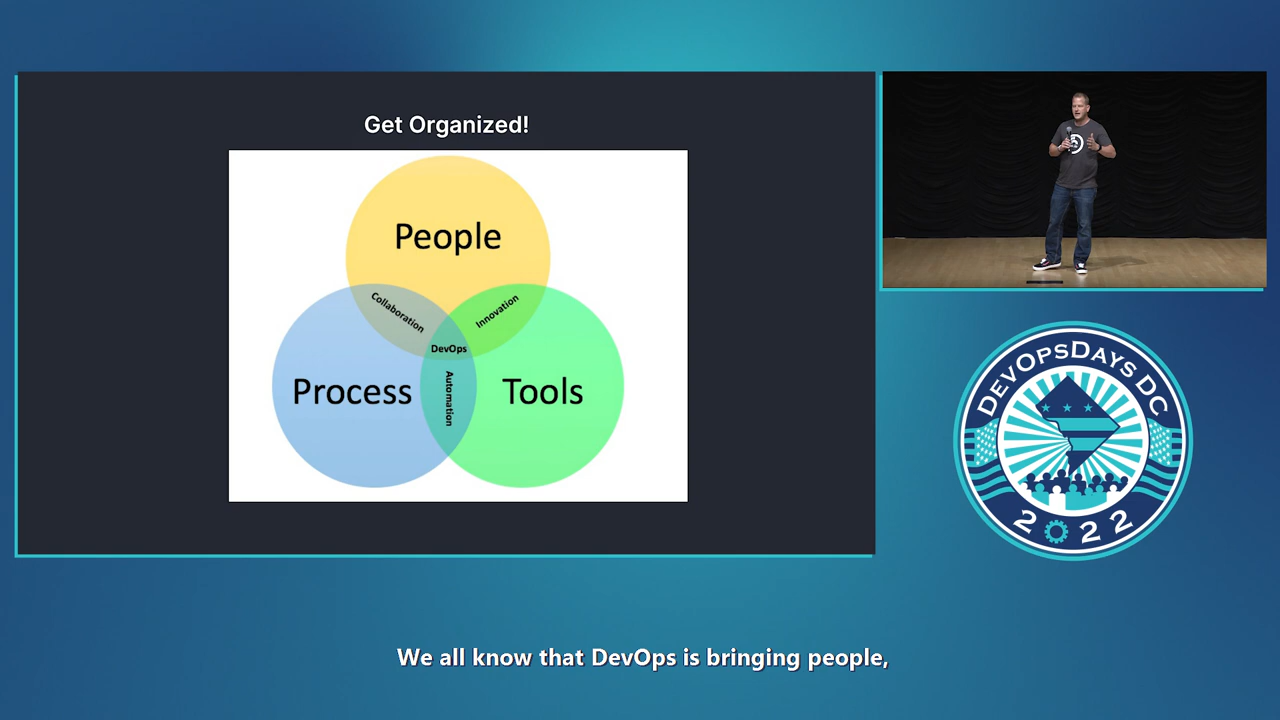 Get Organized!
People
Collaboration
Innovation
DevOps
Process
Automation
Tools
DEVOPSDAYS DC
2022
We all know that DevOps is bringing people,